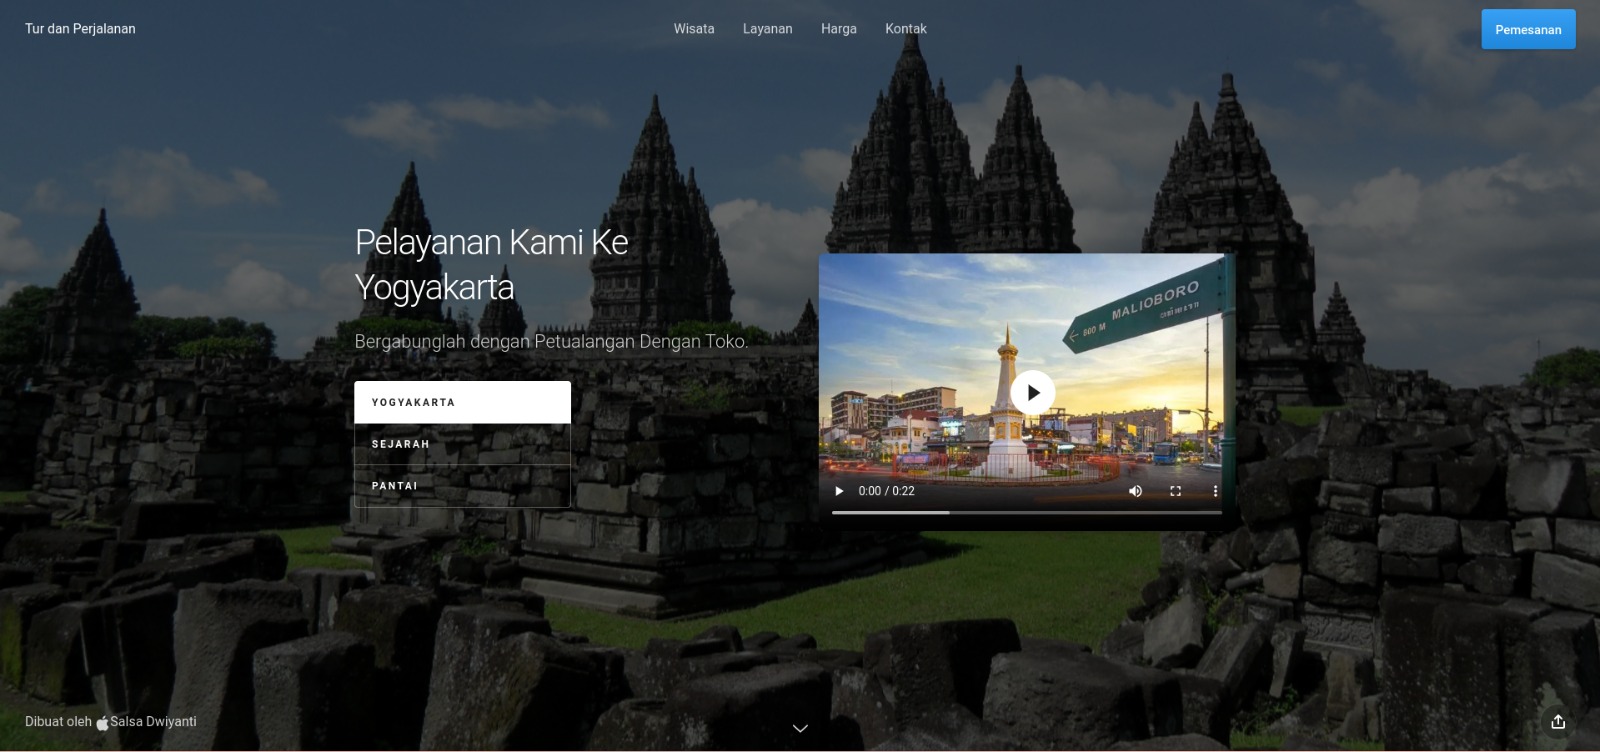 Tur dan Perjalanan
Wisata
Layanan
Harga
Kontak
Pemesanan
Pelayanan Kami Ke
Yogyakarta
Bergabunglah dengan Petualangan Dengan Toko.
YOGYAKARTA
SEJARAH
PANTAI
MALIOBORO
800 M
0:00 / 0:22
Dibuat oleh Salsa Dwiyanti